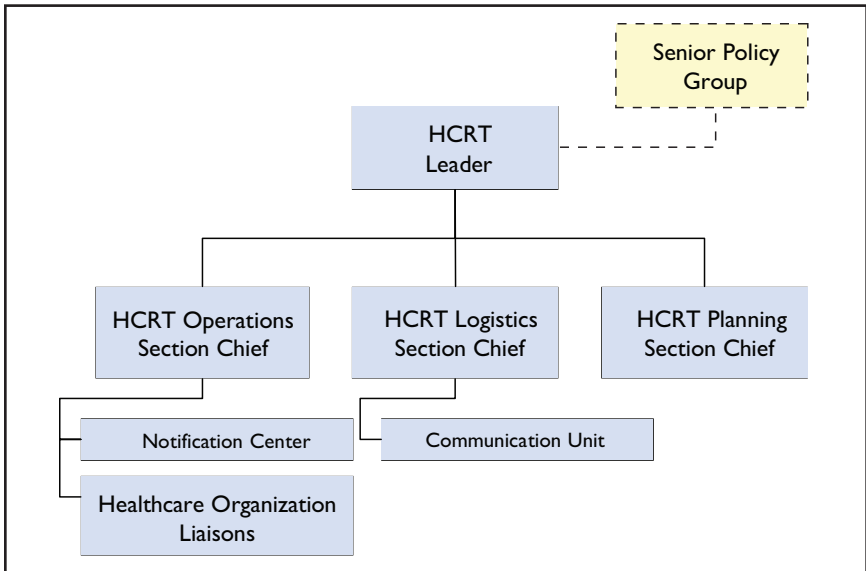 Senior Policy
Group
HCRT
Leader
HCRT Operations
Section Chief
HCRT Logistics
Section Chief
HCRT Planning
Section Chief
Notification Center
Communication Unit
Healthcare Organization
Liaisons